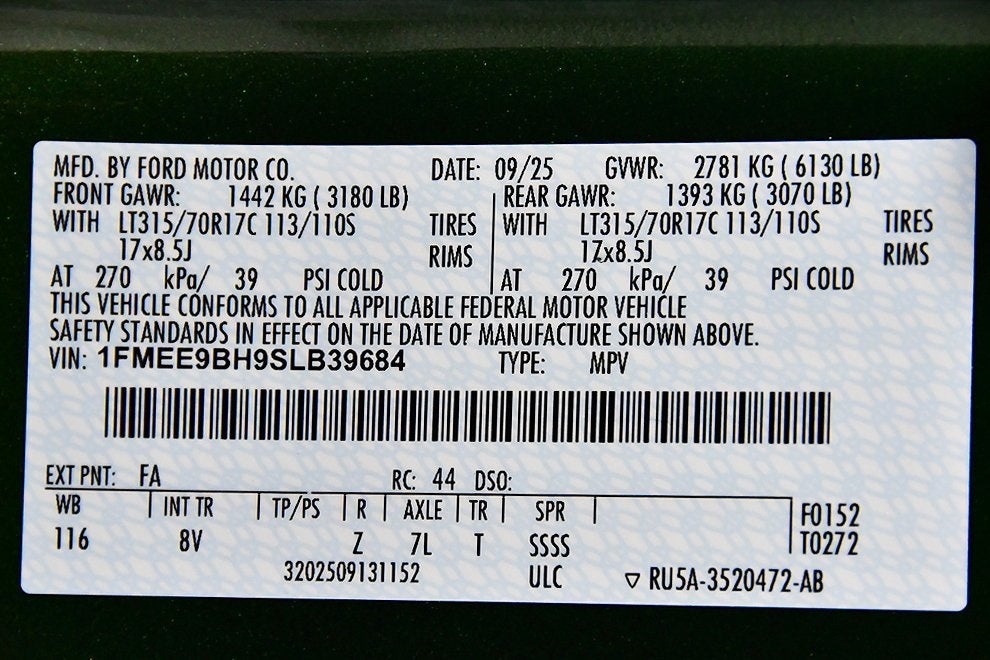 MFD. BY FORD MOTOR CO. DATE: 09/25 GVWR: 2781 KG ( 6130 LB)
FRONT GAWR: 1442 KG ( 3180 LB) REAR GAWR: 1393 KG ( 3070 LB)
WITH LT315/70R17C 113/110S TIRES WITH LT315/70R17C 113/110S TIRES
17x8.5J RIMS 17x8.5J RIMS
AT 270 kPa/ 39 PSI COLD AT 270 kPa/ 39 PSI COLD
THIS VEHICLE CONFORMS TO ALL APPLICABLE FEDERAL MOTOR VEHICLE
SAFETY STANDARDS IN EFFECT ON THE DATE OF MANUFACTURE SHOWN ABOVE.
VIN: 1FMEE9BH9SLB39684 TYPE: MPV
EXT PNT: FA RC: 44 DSO:
WB INT TR TP/PS R AXLE TR SPR F0152
116 8V Z 7L T SSSS T0272
3202509131152 ULC ▽ RU5A-3520472-AB